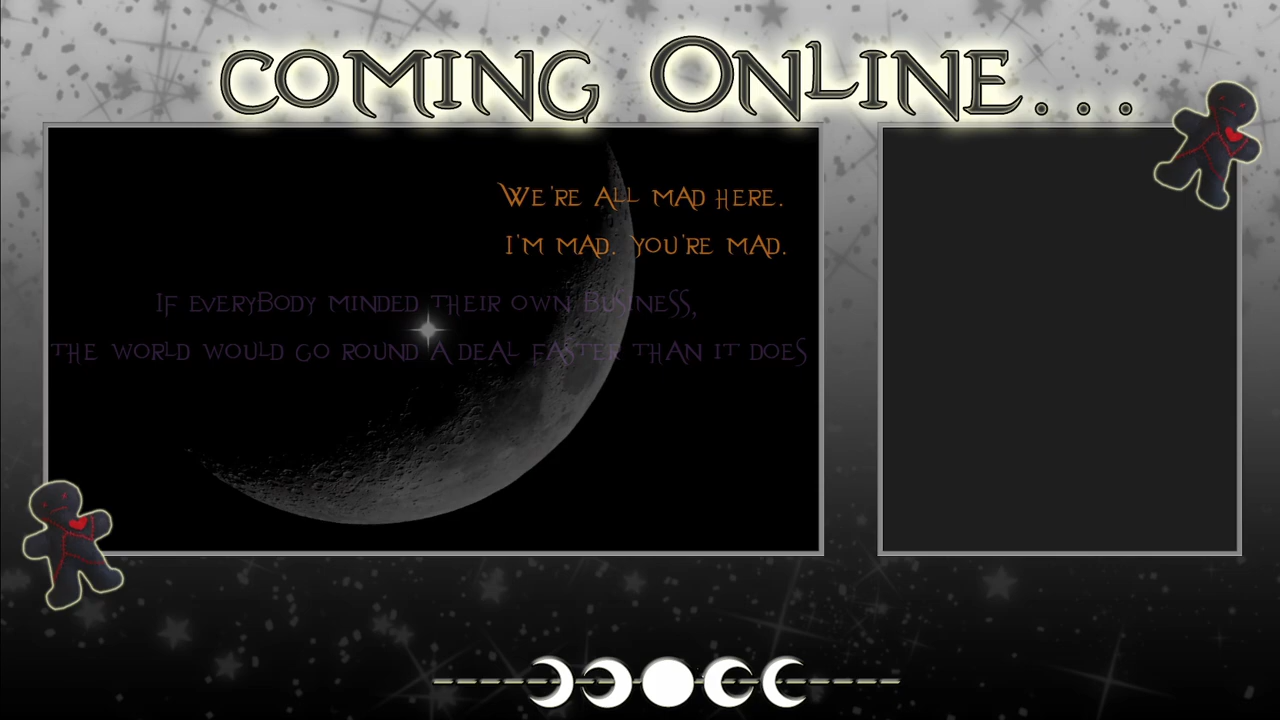 COMING ONLINE...
WE'RE ALL MAD HERE.
I'M MAD. YOU'RE MAD.
IF EVERYBODY MINDED THEIR OWN BUSINESS,
THE WORLD WOULD GO ROUND A DEAL FASTER THAN IT DOES